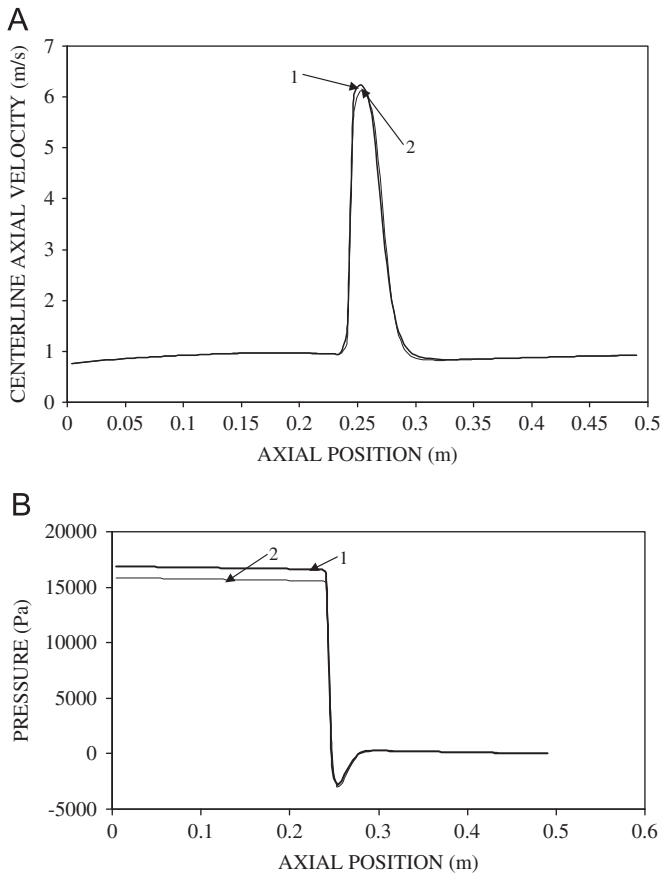 A
CENTERLINE AXIAL VELOCITY (m/s)
7
6
5
4
3
2
1
0
1
2
0 0.05 0.1 0.15 0.2 0.25 0.3 0.35 0.4 0.45 0.5
AXIAL POSITION (m)
B
PRESSURE (Pa)
20000
15000
10000
5000
0
-5000
2
1
0 0.1 0.2 0.3 0.4 0.5 0.6
AXIAL POSITION (m)